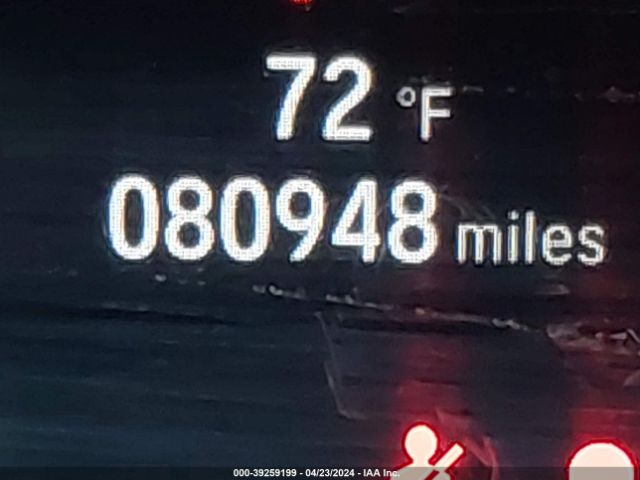 72 °F
080948 miles
000-39259199 - 04/23/2024 - IAA Inc.